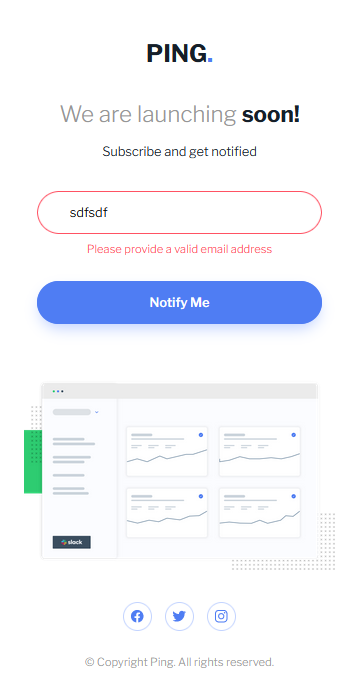 PING.
We are launching soon!
Subscribe and get notified
sdfsdf
Please provide a valid email address
Notify Me
slack
© Copyright Ping. All rights reserved.